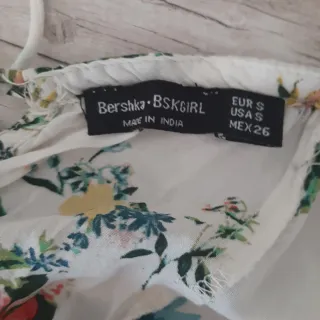 Bershka • BSKGIRL
MADE IN INDIA
EUR S
USA S
MEX 26